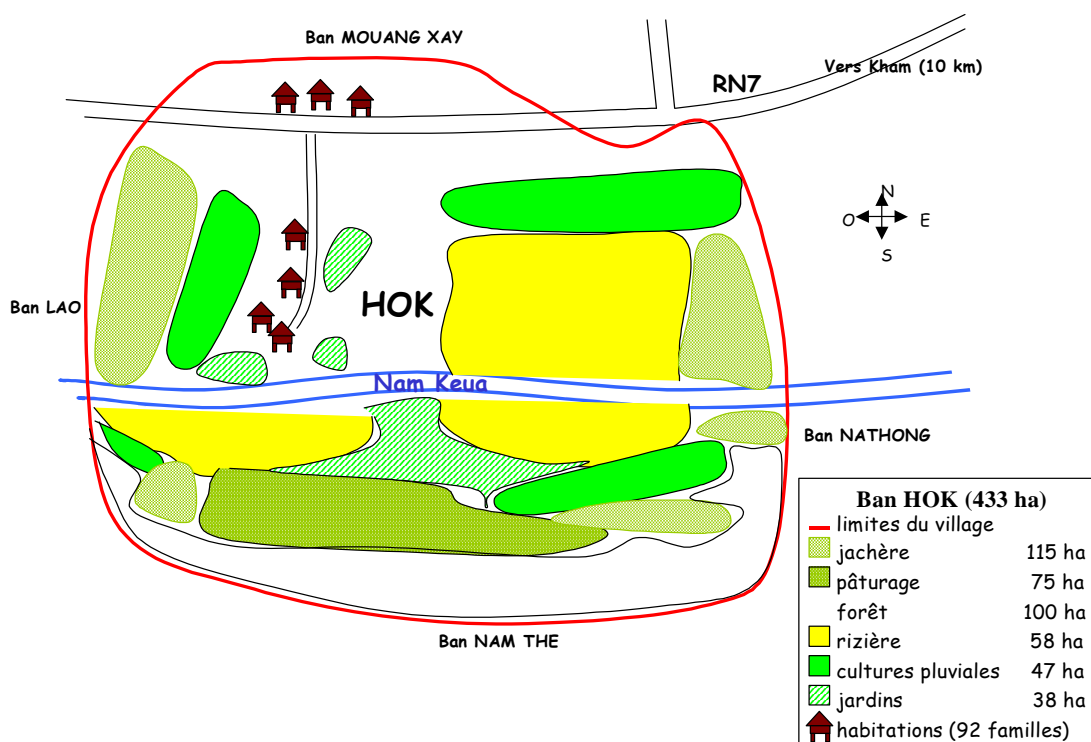 Ban MOUANG XAY
Vers Kham (10 km)
RN7
N
O E
S
Ban LAO
HOK
Nam Keua
Ban NATHONG
Ban NAM THE
Ban HOK (433 ha)
limites du village
jachère 115 ha
pâturage 75 ha
forêt 100 ha
rizière 58 ha
cultures pluviales 47 ha
jardins 38 ha
habitations (92 familles)